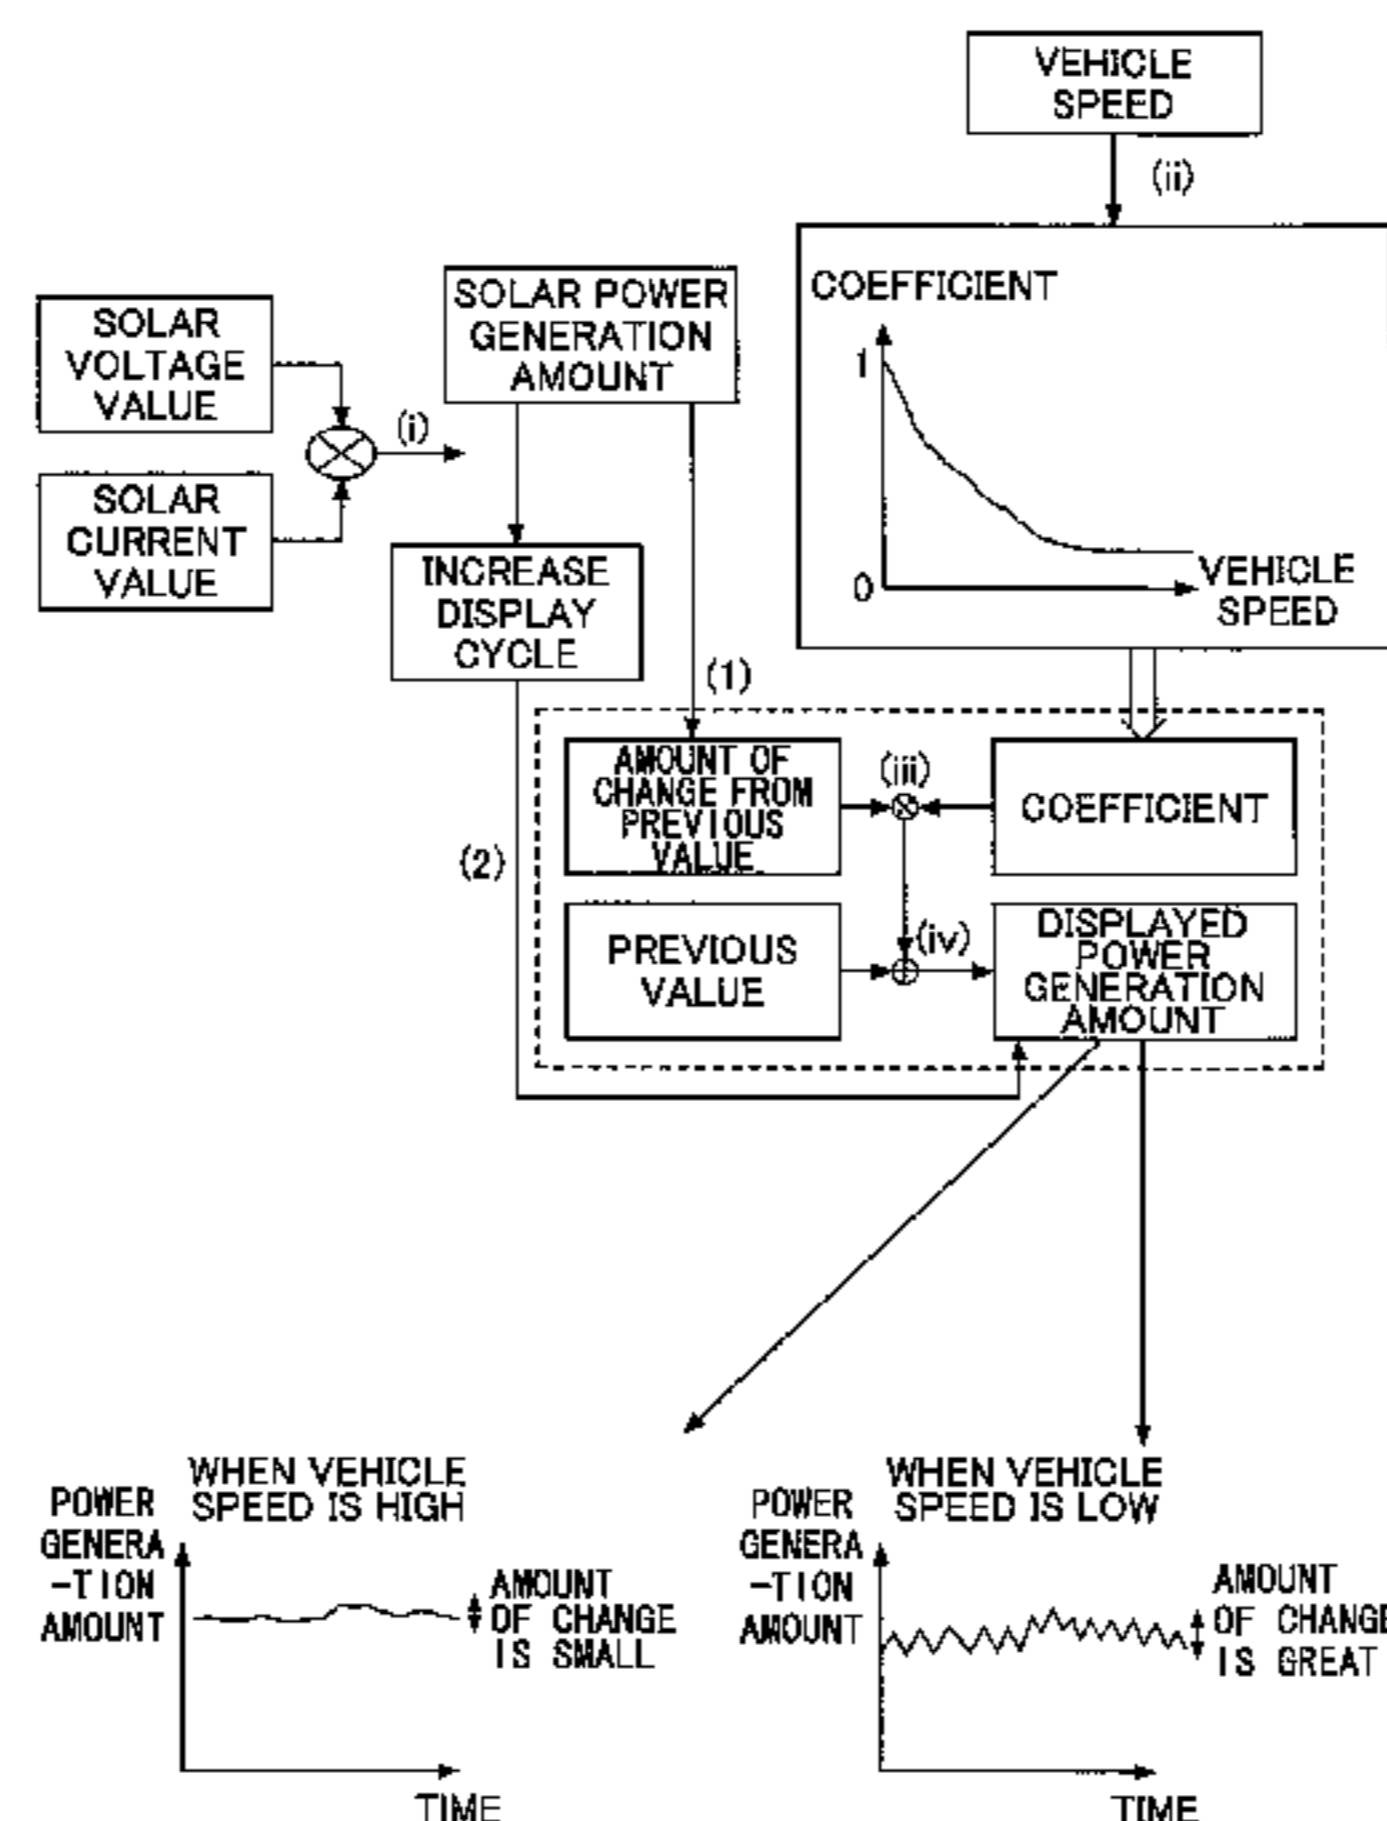 VEHICLE
SPEED
(ii)
COEFFICIENT
1
0
VEHICLE
SPEED
SOLAR
VOLTAGE
VALUE
SOLAR
CURRENT
VALUE
(i)
SOLAR POWER
GENERATION
AMOUNT
INCREASE
DISPLAY
CYCLE
(1)
(2)
AMOUNT OF
CHANGE FROM
PREVIOUS
VALUE
(iii)
COEFFICIENT
PREVIOUS
VALUE
(iv)
DISPLAYED
POWER
GENERATION
AMOUNT
WHEN VEHICLE
SPEED IS HIGH
POWER
GENERA
-TION
AMOUNT
AMOUNT
OF CHANGE
IS SMALL
TIME
WHEN VEHICLE
SPEED IS LOW
POWER
GENERA
-TION
AMOUNT
AMOUNT
OF CHANGE
IS GREAT
TIME